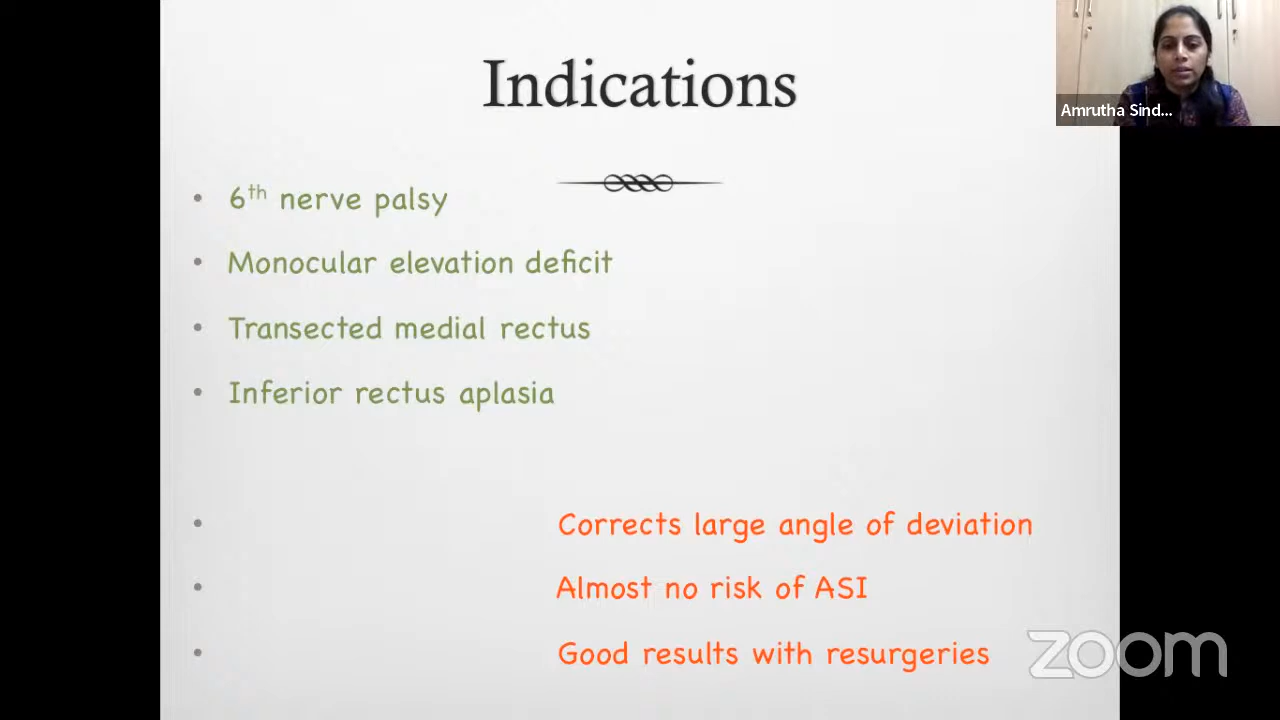 Indications
Amrutha Sind...
• 6th nerve palsy
• Monocular elevation deficit
• Transected medial rectus
• Inferior rectus aplasia
• Corrects large angle of deviation
• Almost no risk of ASI
• Good results with resurgeries
zoom